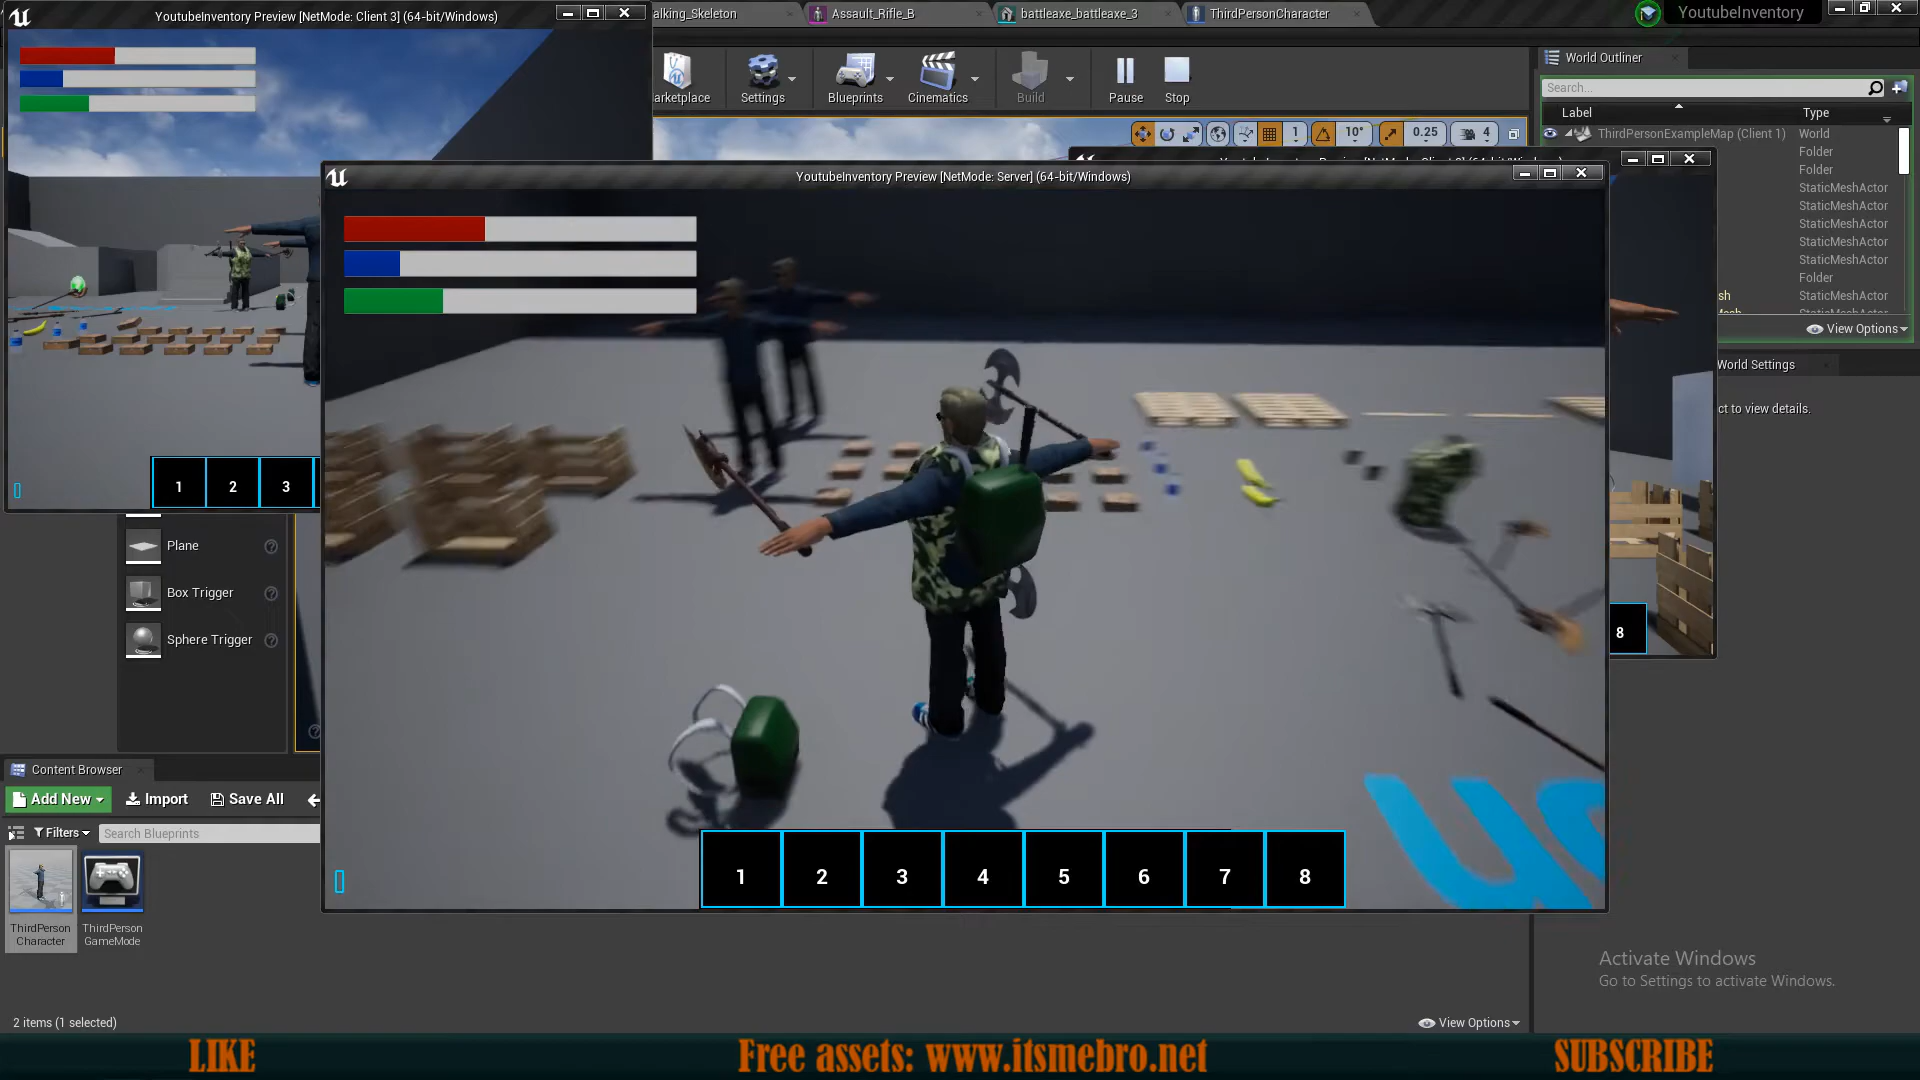 YoutubeInventory Preview [NetMode: Client 3] (64-bit/Windows)
alking_Skeleton
Assault_Rifle_B
battleaxe_battleaxe_3
ThirdPersonCharacter
YoutubeInventory
arketplace
Settings
Blueprints
Cinematics
Build
Pause
Stop
World Outliner
Search...
Label
Type
1
10°
0.25
4
ThirdPersonExampleMap (Client 1)
World
Folder
Folder
StaticMeshActor
StaticMeshActor
StaticMeshActor
StaticMeshActor
StaticMeshActor
Folder
sh
StaticMeshActor
View Options
World Settings
ct to view details.
YoutubeInventory Preview [NetMode: Server] (64-bit/Windows)
1
2
3
Plane
Box Trigger
Sphere Trigger
8
Content Browser
Add New
Import
Save All
Filters
Search Blueprints
1
2
3
4
5
6
7
8
ThirdPerson
Character
ThirdPerson
GameMode
Activate Windows
Go to Settings to activate Windows.
2 items (1 selected)
View Options
LIKE
Free assets: www.itsmebro.net
SUBSCRIBE